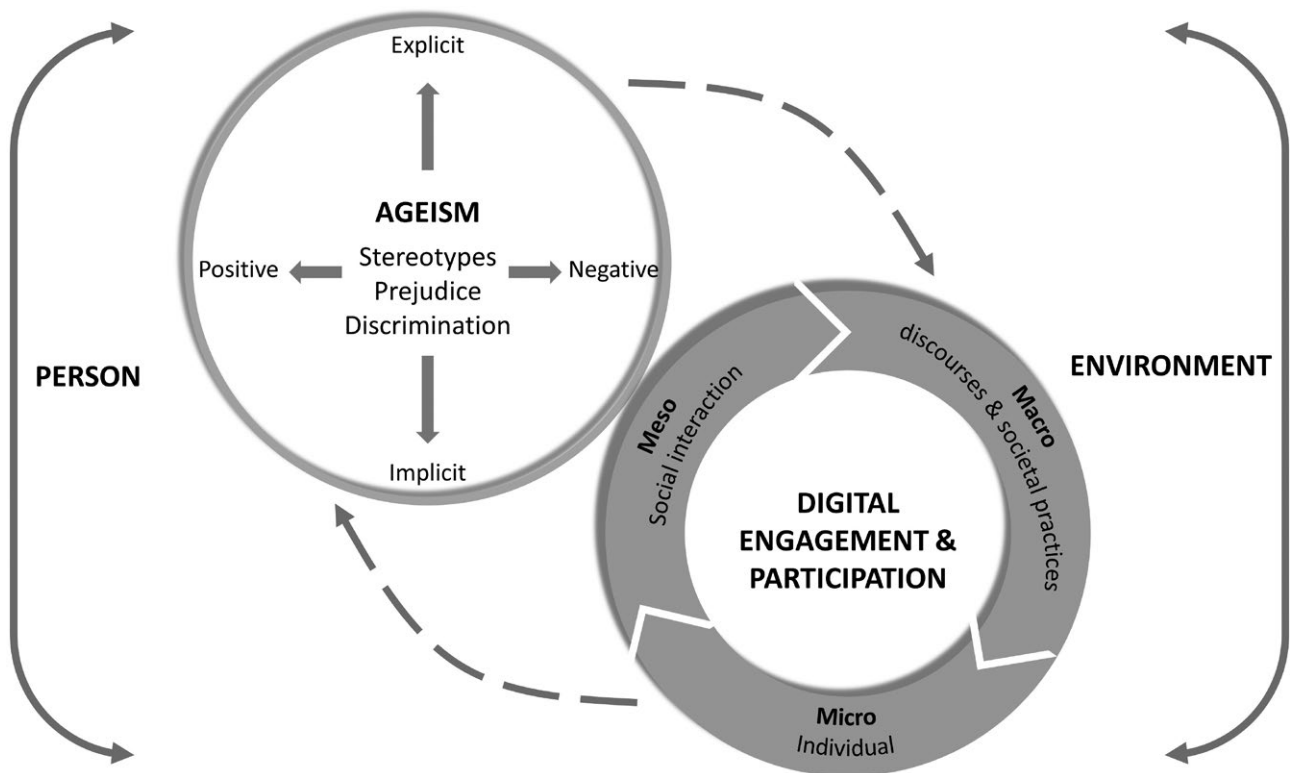 Explicit
AGEISM
Stereotypes
Prejudice
Discrimination
Positive
Negative
Implicit
PERSON
ENVIRONMENT
Meso
Social interaction
Macro
discourses & societal practices
DIGITAL
ENGAGEMENT &
PARTICIPATION
Micro
Individual